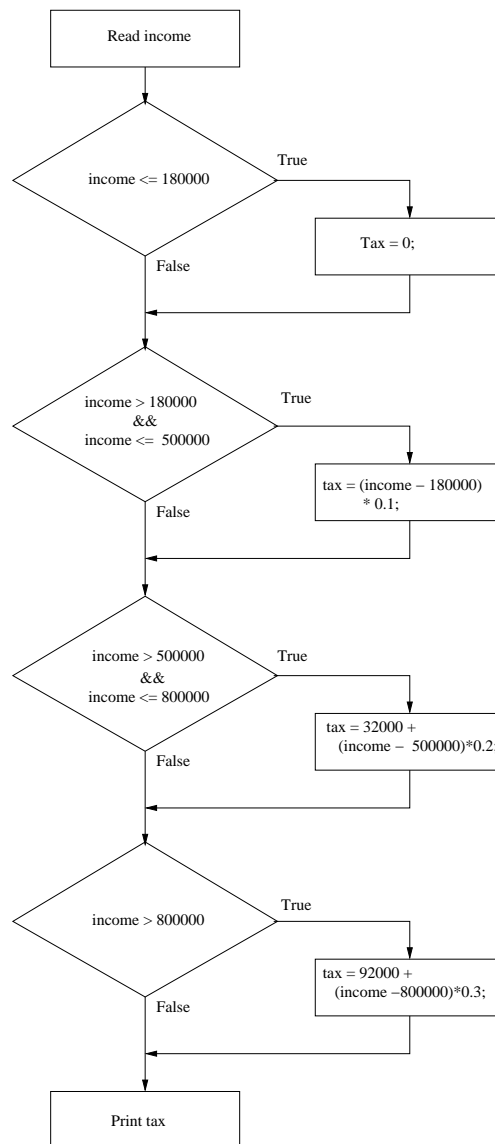 Read income
income <= 180000
True
Tax = 0;
False
income > 180000
&&
income <= 500000
True
tax = (income – 180000)
* 0.1;
False
income > 500000
&&
income <= 800000
True
tax = 32000 +
(income – 500000)*0.2;
False
income > 800000
True
tax = 92000 +
(income –800000)*0.3;
False
Print tax